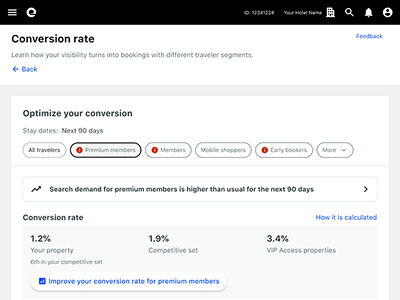 ID: 12341234
Your Hotel Name
Conversion rate
Feedback
Learn how your visibility turns into bookings with different traveler segments.
Back
Optimize your conversion
Stay dates: Next 90 days
All travelers
Premium members
Members
Mobile shoppers
Early bookers
More
Search demand for premium members is higher than usual for the next 90 days
Conversion rate
How it is calculated
1.2%
1.9%
3.4%
Your property
Competitive set
VIP Access properties
6th in your competitive set
Improve your conversion rate for premium members